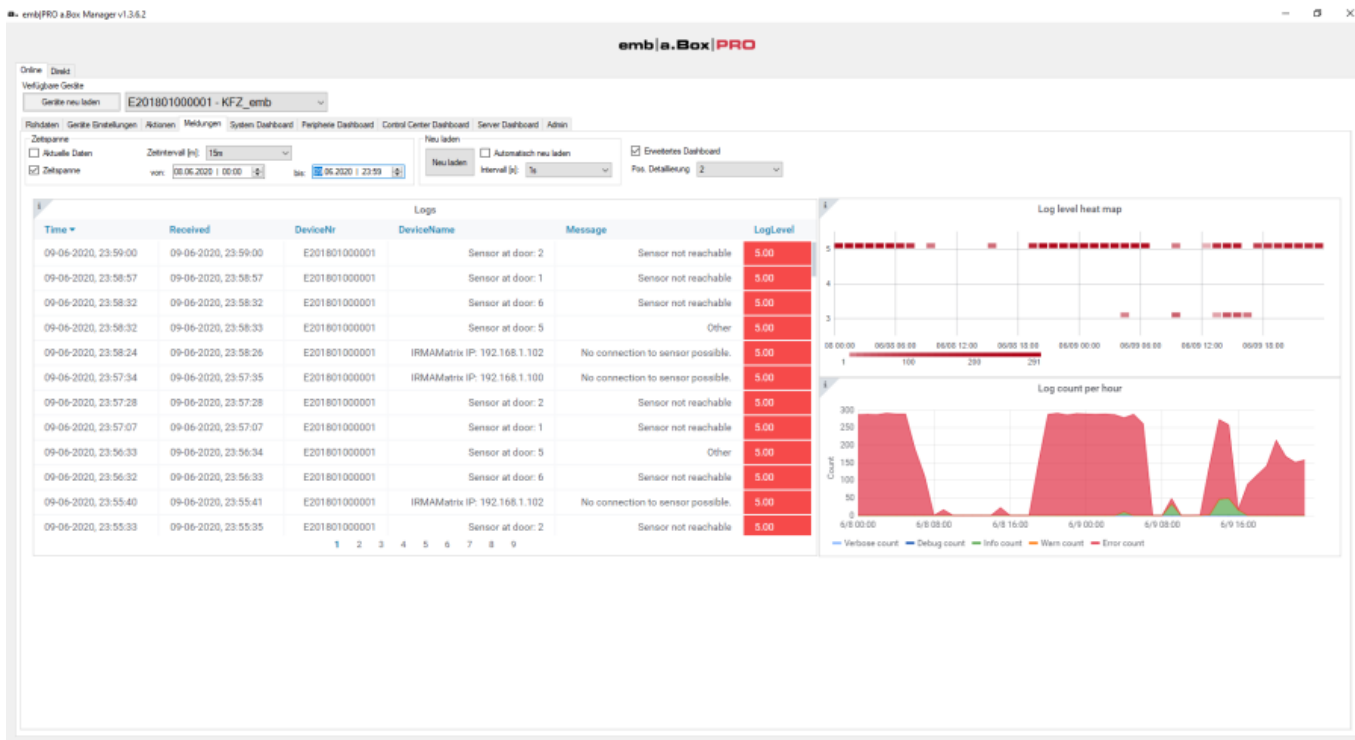 emb|PRO a.Box Manager v1.3.6.2
emb|a.Box|PRO
Online Direkt
Verfügbare Geräte
Geräte neu laden E201801000001 - KFZ_emb
Rohdaten Geräte Einstellungen Aktionen Meldungen System Dashboard Peripherie Dashboard Control Center Dashboard Server Dashboard Admin
Zeitspanne Neu laden
Aktuelle Daten Zeitintervall [m]: 15m Neu laden Automatisch neu laden Erweitertes Dashboard
Zeitspanne von: 08.06.2020 | 00:00 bis: .06.2020 | 23:59 Intervall [s]: 1s Pos. Detaillierung 2
Logs
Time Received DeviceNr DeviceName Message LogLevel
09-06-2020, 23:59:00 09-06-2020, 23:59:00 E201801000001 Sensor at door: 2 Sensor not reachable 5.00
09-06-2020, 23:58:57 09-06-2020, 23:58:57 E201801000001 Sensor at door: 1 Sensor not reachable 5.00
09-06-2020, 23:58:32 09-06-2020, 23:58:32 E201801000001 Sensor at door: 6 Sensor not reachable 5.00
09-06-2020, 23:58:32 09-06-2020, 23:58:33 E201801000001 Sensor at door: 5 Other 5.00
09-06-2020, 23:58:24 09-06-2020, 23:58:26 E201801000001 IRMAMatrix IP: 192.168.1.102 No connection to sensor possible. 5.00
09-06-2020, 23:57:34 09-06-2020, 23:57:35 E201801000001 IRMAMatrix IP: 192.168.1.100 No connection to sensor possible. 5.00
09-06-2020, 23:57:28 09-06-2020, 23:57:28 E201801000001 Sensor at door: 2 Sensor not reachable 5.00
09-06-2020, 23:57:07 09-06-2020, 23:57:07 E201801000001 Sensor at door: 1 Sensor not reachable 5.00
09-06-2020, 23:56:33 09-06-2020, 23:56:34 E201801000001 Sensor at door: 5 Other 5.00
09-06-2020, 23:56:32 09-06-2020, 23:56:33 E201801000001 Sensor at door: 6 Sensor not reachable 5.00
09-06-2020, 23:55:40 09-06-2020, 23:55:41 E201801000001 IRMAMatrix IP: 192.168.1.102 No connection to sensor possible. 5.00
09-06-2020, 23:55:33 09-06-2020, 23:55:35 E201801000001 Sensor at door: 2 Sensor not reachable 5.00
1 2 3 4 5 6 7 8 9
Log level heat map
5
4
3
08 00:00 06/08 06:00 06/08 12:00 06/08 18:00 06/09 00:00 06/09 06:00 06/09 12:00 06/09 18:00
1 100 200 291
Log count per hour
Count
300
250
200
150
100
50
0
6/8 00:00 6/8 08:00 6/8 16:00 6/9 00:00 6/9 08:00 6/9 16:00
Verbose count Debug count Info count Warn count Error count